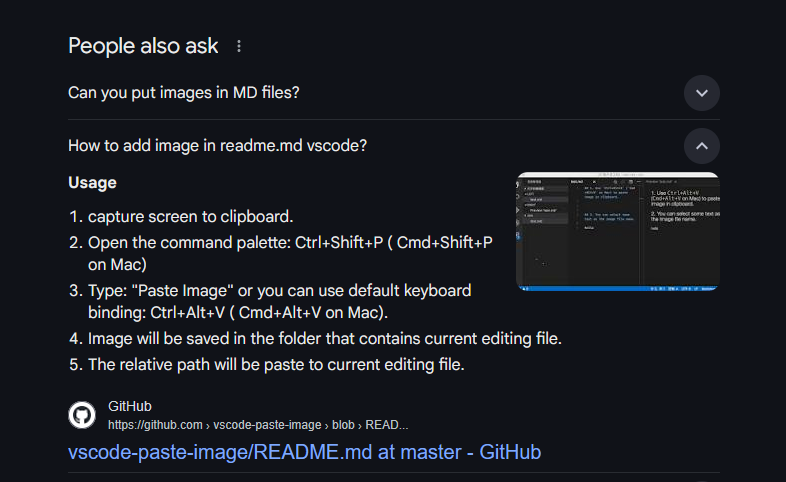 People also ask
Can you put images in MD files?
How to add image in readme.md vscode?
Usage
1. capture screen to clipboard.
2. Open the command palette: Ctrl+Shift+P ( Cmd+Shift+P
on Mac)
3. Type: "Paste Image" or you can use default keyboard
binding: Ctrl+Alt+V ( Cmd+Alt+V on Mac).
4. Image will be saved in the folder that contains current editing file.
5. The relative path will be paste to current editing file.
1. Use Ctrl+Alt+V
(Cmd+Alt+V on Mac) to paste
image in clipboard.
2. You can select some text as
the image file name.
GitHub
https://github.com › vscode-paste-image › blob › READ...
vscode-paste-image/README.md at master - GitHub